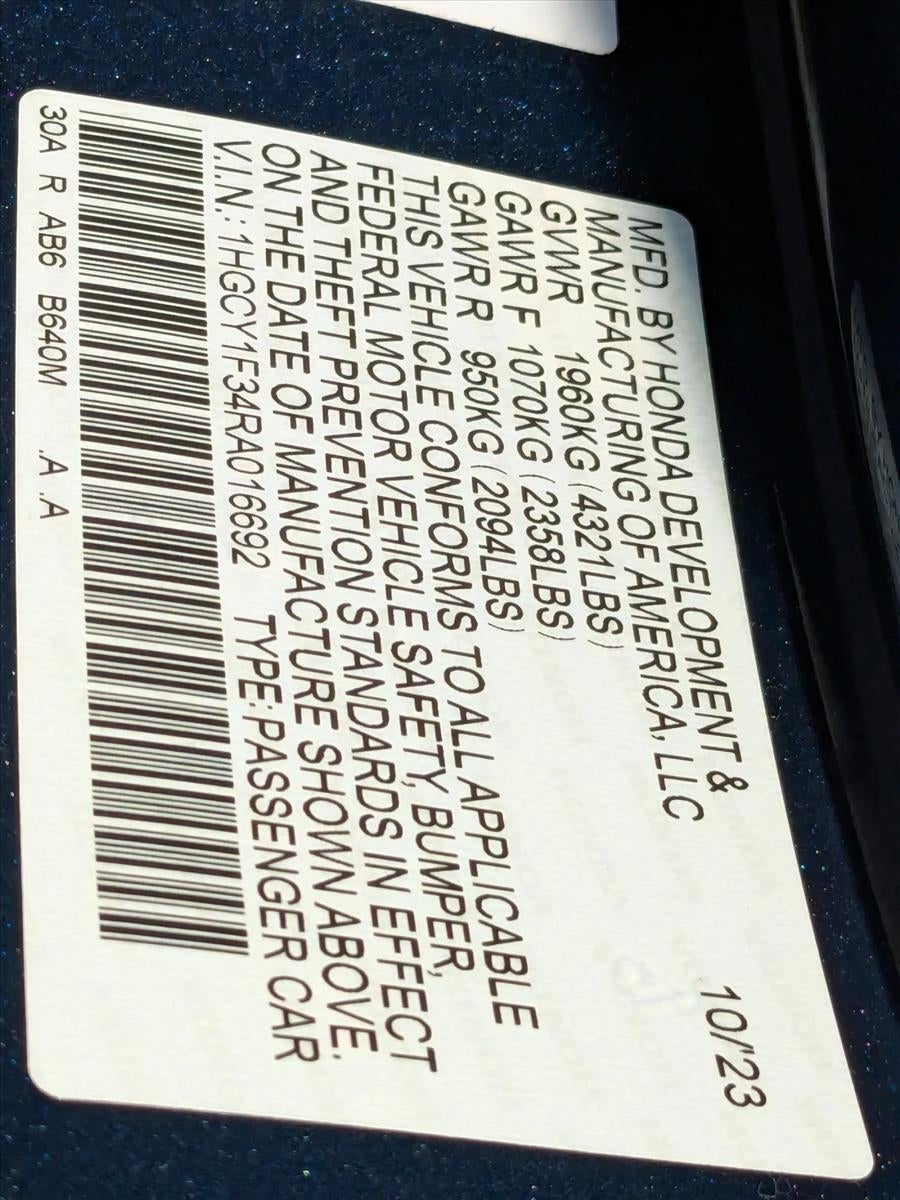 MFD. BY HONDA DEVELOPMENT & 10/'23
MANUFACTURING OF AMERICA, LLC
GVWR 1960KG (4321LBS)
GAWR F 1070KG (2358LBS)
GAWR R 950KG (2094LBS)
THIS VEHICLE CONFORMS TO ALL APPLICABLE
FEDERAL MOTOR VEHICLE SAFETY, BUMPER,
AND THEFT PREVENTION STANDARDS IN EFFECT
ON THE DATE OF MANUFACTURE SHOWN ABOVE.
V.I.N.: 1HGCY1F34RA016692 TYPE: PASSENGER CAR
30A R AB6 B640M .A .A